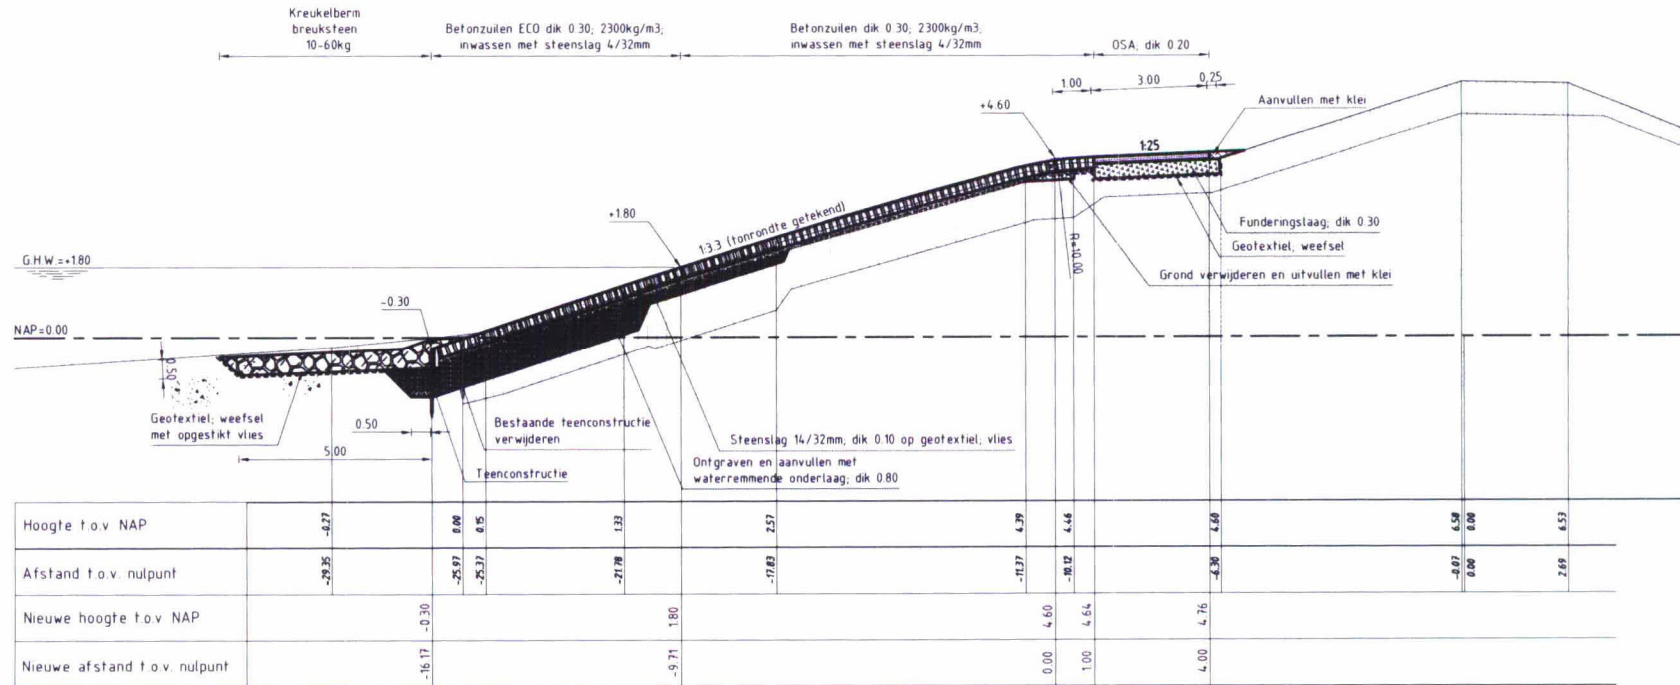 Kreukelberm
breuksteen
10-60kg
Betonzuilen ECO dik 0.30; 2300kg/m3;
inwassen met steenslag 4/32mm
Betonzuilen dik 0.30; 2300kg/m3;
inwassen met steenslag 4/32mm
OSA; dik 0.20
1.00
3.00
0,25
+4.60
Aanvullen met klei
1:25
+1.80
1:3.3 (tonrondte getekend)
Funderingslaag; dik 0.30
Geotextiel; weefsel
R=10.00
Grond verwijderen en uitvullen met klei
G.H.W.=+1.80
-0.30
NAP=0.00
0.50
Geotextiel; weefsel
met opgestikt vlies
0.50
5.00
Bestaande teenconstructie
verwijderen
Teenconstructie
Steenslag 14/32mm; dik 0.10 op geotextiel; vlies
Ontgraven en aanvullen met
waterremmende onderlaag; dik 0.80
Hoogte t.o.v NAP -0.27 0.00 0.15 1.33 2.57 4.39 4.46 4.60 6.50 0.00 6.53
Afstand t.o.v. nulpunt -29.35 -25.97 -25.37 -21.78 -17.83 -11.37 -10.12 -6.30 -0.07 0.00 2.69
Nieuwe hoogte t.o.v NAP -0.30 1.80 4.60 4.64 4.76
Nieuwe afstand t.o.v. nulpunt -16.17 -9.71 0.00 1.00 4.00